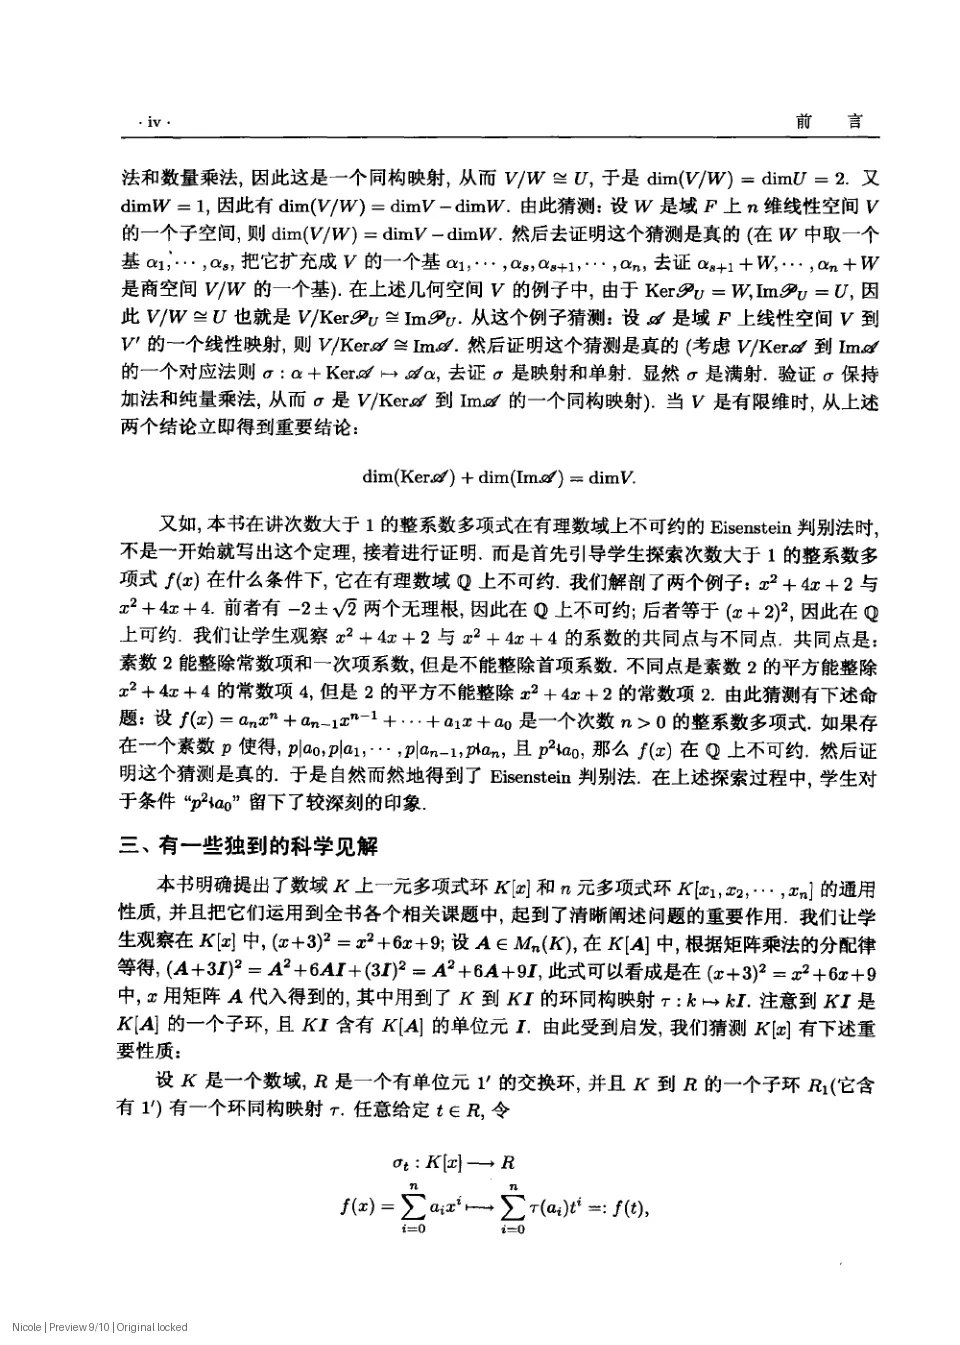 · iv ·　　前　言
法和数量乘法, 因此这是一个同构映射, 从而 V/W ≅ U, 于是 dim(V/W) = dimU = 2. 又
dimW = 1, 因此有 dim(V/W) = dimV − dimW. 由此猜测: 设 W 是域 F 上 n 维线性空间 V
的一个子空间, 则 dim(V/W) = dimV − dimW. 然后去证明这个猜测是真的 (在 W 中取一个
基 α₁, ··· , αₛ, 把它扩充成 V 的一个基 α₁, ··· , αₛ, αₛ₊₁, ··· , αₙ, 去证 αₛ₊₁ + W, ··· , αₙ + W
是商空间 V/W 的一个基). 在上述几何空间 V 的例子中, 由于 Ker𝒫_U = W, Im𝒫_U = U, 因
此 V/W ≅ U 也就是 V/Ker𝒫_U ≅ Im𝒫_U. 从这个例子猜测: 设 𝒜 是域 F 上线性空间 V 到
V′ 的一个线性映射, 则 V/Ker𝒜 ≅ Im𝒜. 然后证明这个猜测是真的 (考虑 V/Ker𝒜 到 Im𝒜
的一个对应法则 σ : α + Ker𝒜 ↦ 𝒜α, 去证 σ 是映射和单射. 显然 σ 是满射. 验证 σ 保持
加法和纯量乘法, 从而 σ 是 V/Ker𝒜 到 Im𝒜 的一个同构映射). 当 V 是有限维时, 从上述
两个结论立即得到重要结论:
dim(Ker𝒜) + dim(Im𝒜) = dimV.
又如, 本书在讲次数大于 1 的整系数多项式在有理数域上不可约的 Eisenstein 判别法时,
不是一开始就写出这个定理, 接着进行证明. 而是首先引导学生探索次数大于 1 的整系数多
项式 f(x) 在什么条件下, 它在有理数域 ℚ 上不可约. 我们解剖了两个例子: x² + 4x + 2 与
x² + 4x + 4. 前者有 −2 ± √2 两个无理根, 因此在 ℚ 上不可约; 后者等于 (x + 2)², 因此在 ℚ
上可约. 我们让学生观察 x² + 4x + 2 与 x² + 4x + 4 的系数的共同点与不同点. 共同点是:
素数 2 能整除常数项和一次项系数, 但是不能整除首项系数. 不同点是素数 2 的平方能整除
x² + 4x + 4 的常数项 4, 但是 2 的平方不能整除 x² + 4x + 2 的常数项 2. 由此猜测有下述命
题: 设 f(x) = aₙxⁿ + aₙ₋₁xⁿ⁻¹ + ··· + a₁x + a₀ 是一个次数 n > 0 的整系数多项式. 如果存
在一个素数 p 使得, p|a₀, p|a₁, ··· , p|aₙ₋₁, p∤aₙ, 且 p²∤a₀, 那么 f(x) 在 ℚ 上不可约. 然后证
明这个猜测是真的. 于是自然而然地得到了 Eisenstein 判别法. 在上述探索过程中, 学生对
于条件 “p²∤a₀” 留下了较深刻的印象.
三、有一些独到的科学见解
本书明确提出了数域 K 上一元多项式环 K[x] 和 n 元多项式环 K[x₁, x₂, ··· , xₙ] 的通用
性质, 并且把它们运用到全书各个相关课题中, 起到了清晰阐述问题的重要作用. 我们让学
生观察在 K[x] 中, (x+3)² = x²+6x+9; 设 A ∈ Mₙ(K), 在 K[A] 中, 根据矩阵乘法的分配律
等得, (A+3I)² = A²+6AI+(3I)² = A²+6A+9I, 此式可以看成是在 (x+3)² = x²+6x+9
中, x 用矩阵 A 代入得到的, 其中用到了 K 到 KI 的环同构映射 τ : k ↦ kI. 注意到 KI 是
K[A] 的一个子环, 且 KI 含有 K[A] 的单位元 I. 由此受到启发, 我们猜测 K[x] 有下述重
要性质:
设 K 是一个数域, R 是一个有单位元 1′ 的交换环, 并且 K 到 R 的一个子环 R₁(它含
有 1′) 有一个环同构映射 τ. 任意给定 t ∈ R, 令
σₜ : K[x] ⟶ R
f(x) = ∑_{i=0}^{n} aᵢxⁱ ⟼ ∑_{i=0}^{n} τ(aᵢ)tⁱ =: f(t),
Nicole | Preview 9/10 | Original locked